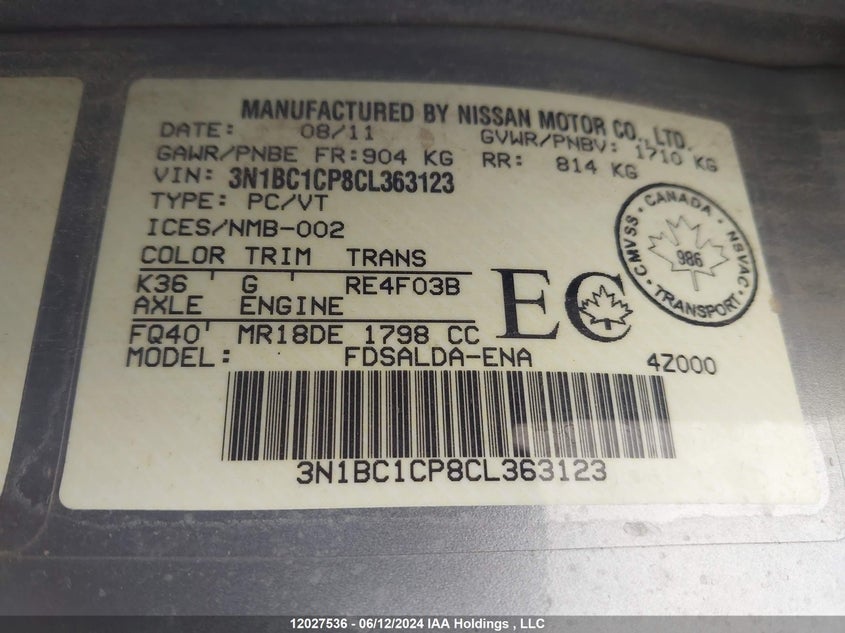 MANUFACTURED BY NISSAN MOTOR CO., LTD.
DATE: 08/11 GVWR/PNBV: 1710 KG
GAWR/PNBE FR:904 KG RR: 814 KG
VIN: 3N1BC1CP8CL363123
TYPE: PC/VT
ICES/NMB-002
COLOR TRIM TRANS
K36 ' G ' RE4F03B
AXLE ENGINE
FQ40' MR18DE 1798 CC
MODEL: FDSALDA-ENA 4Z000
EC
CMVSS · CANADA · NSVAC · TRANSPORT ·
986
3N1BC1CP8CL363123
12027536 - 06/12/2024 IAA Holdings , LLC